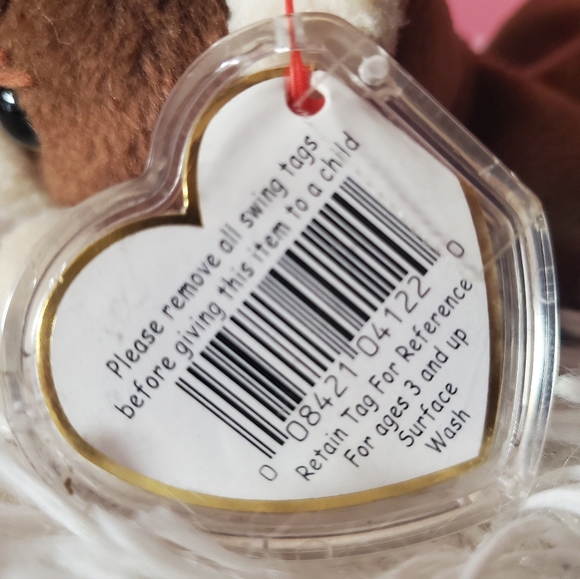 Please remove all swing tags
before giving this item to a child
0 08421 04122 0
Retain Tag For Reference
For ages 3 and up
Surface
Wash